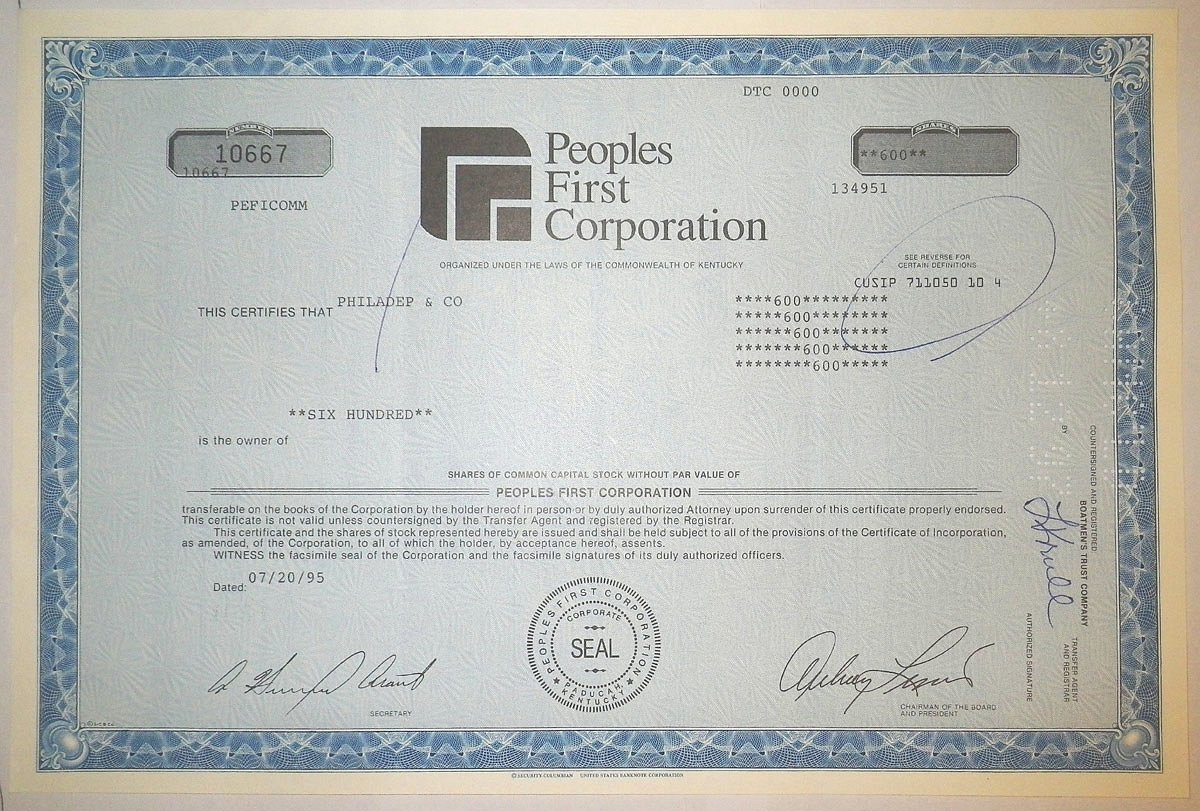 DTC 0000
NUMBER
10667
10667
SHARES
**600**
134951
PEFICOMM
Peoples
First
Corporation
ORGANIZED UNDER THE LAWS OF THE COMMONWEALTH OF KENTUCKY
SEE REVERSE FOR
CERTAIN DEFINITIONS
CUSIP 711050 10 4
THIS CERTIFIES THAT PHILADEP & CO
****600*********
*****600********
******600*******
*******600******
********600*****
**SIX HUNDRED**
is the owner of
SHARES OF COMMON CAPITAL STOCK WITHOUT PAR VALUE OF
PEOPLES FIRST CORPORATION
transferable on the books of the Corporation by the holder hereof in person or by duly authorized Attorney upon surrender of this certificate properly endorsed.
This certificate is not valid unless countersigned by the Transfer Agent and registered by the Registrar.
This certificate and the shares of stock represented hereby are issued and shall be held subject to all of the provisions of the Certificate of Incorporation,
as amended, of the Corporation, to all of which the holder, by acceptance hereof, assents.
WITNESS the facsimile seal of the Corporation and the facsimile signatures of its duly authorized officers.
Dated: 07/20/95
PEOPLES FIRST CORPORATION
CORPORATE
SEAL
PADUCAH,
KENTUCKY
SECRETARY
CHAIRMAN OF THE BOARD
AND PRESIDENT
COUNTERSIGNED AND REGISTERED:
BOATMEN'S TRUST COMPANY
TRANSFER AGENT
AND REGISTRAR
BY
AUTHORIZED SIGNATURE
© SECURITY-COLUMBIAN UNITED STATES BANKNOTE CORPORATION